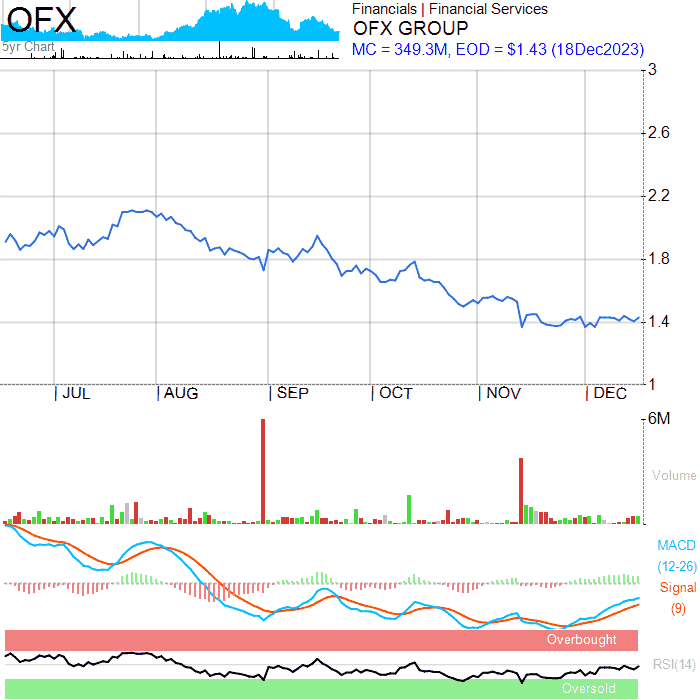 OFX
5yr Chart
Financials | Financial Services
OFX GROUP
MC = 349.3M, EOD = $1.43 (18Dec2023)
3
2.6
2.2
1.8
1.4
1
JUL AUG SEP OCT NOV DEC
6M
Volume
MACD
(12-26)
Signal
(9)
Overbought
RSI(14)
Oversold